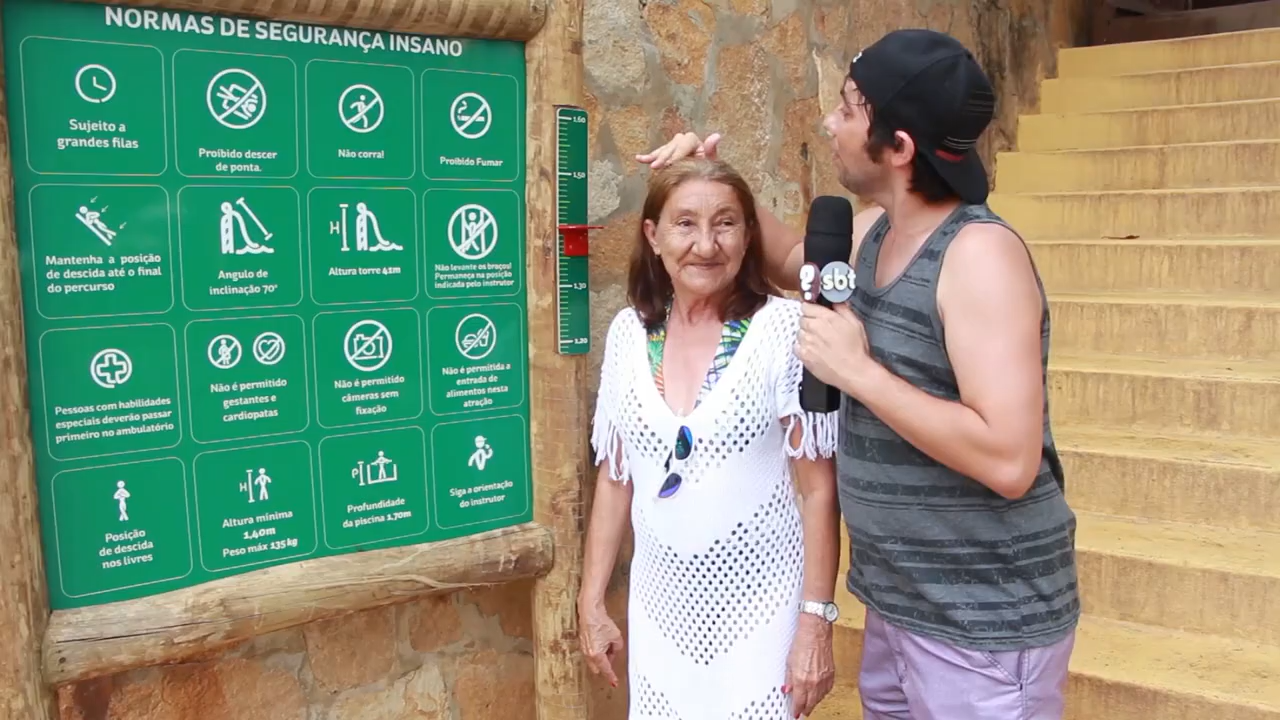 NORMAS DE SEGURANÇA INSANO
Sujeito a
grandes filas
Proibido descer
de ponta.
Não corra!
Proibido Fumar
Mantenha a posição
de descida até o final
do percurso
Angulo de
inclinação 70°
H
Altura torre 41m
Não levante os braços!
Permaneça na posição
indicada pelo instrutor
Pessoas com habilidades
especiais deverão passar
primeiro no ambulatório
Não é permitido
gestantes e
cardiopatas
Não é permitido
câmeras sem
fixação
Não é permitida a
entrada de
alimentos nesta
atração
Posição
de descida
nos livres
H
Altura mínima
1,40m
Peso máx 135kg
P
Profundidade
da piscina 1,70m
Siga a orientação
do instrutor
1,60
1,50
1,30
1,20
sbt